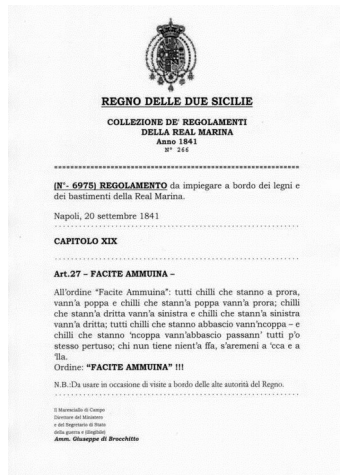 REGNO DELLE DUE SICILIE
COLLEZIONE DE' REGOLAMENTI
DELLA REAL MARINA
Anno 1841
N° 266
(N°- 6975) REGOLAMENTO da impiegare a bordo dei legni e
dei bastimenti della Real Marina.
Napoli, 20 settembre 1841
CAPITOLO XIX
Art.27 – FACITE AMMUINA –
All'ordine "Facite Ammuina": tutti chilli che stanno a prora,
vann'a poppa e chilli che stann'a poppa vann'a prora; chilli
che stann'a dritta vann'a sinistra e chilli che stann'a sinistra
vann'a dritta; tutti chilli che stanno abbascio vann'ncoppa – e
chilli che stanno 'ncoppa vann'abbascio passann' tutti p'o
stesso pertuso; chi nun tiene nient'a ffa, s'aremeni a 'cca e a
'lla.
Ordine: "FACITE AMMUINA" !!!
N.B.:Da usare in occasione di visite a bordo delle alte autorità del Regno.
Il Maresciallo di Campo
Direttore del Ministero
e del Segretario di Stato
della guerra e (illegibile)
Amm. Giuseppe di Brocchitto